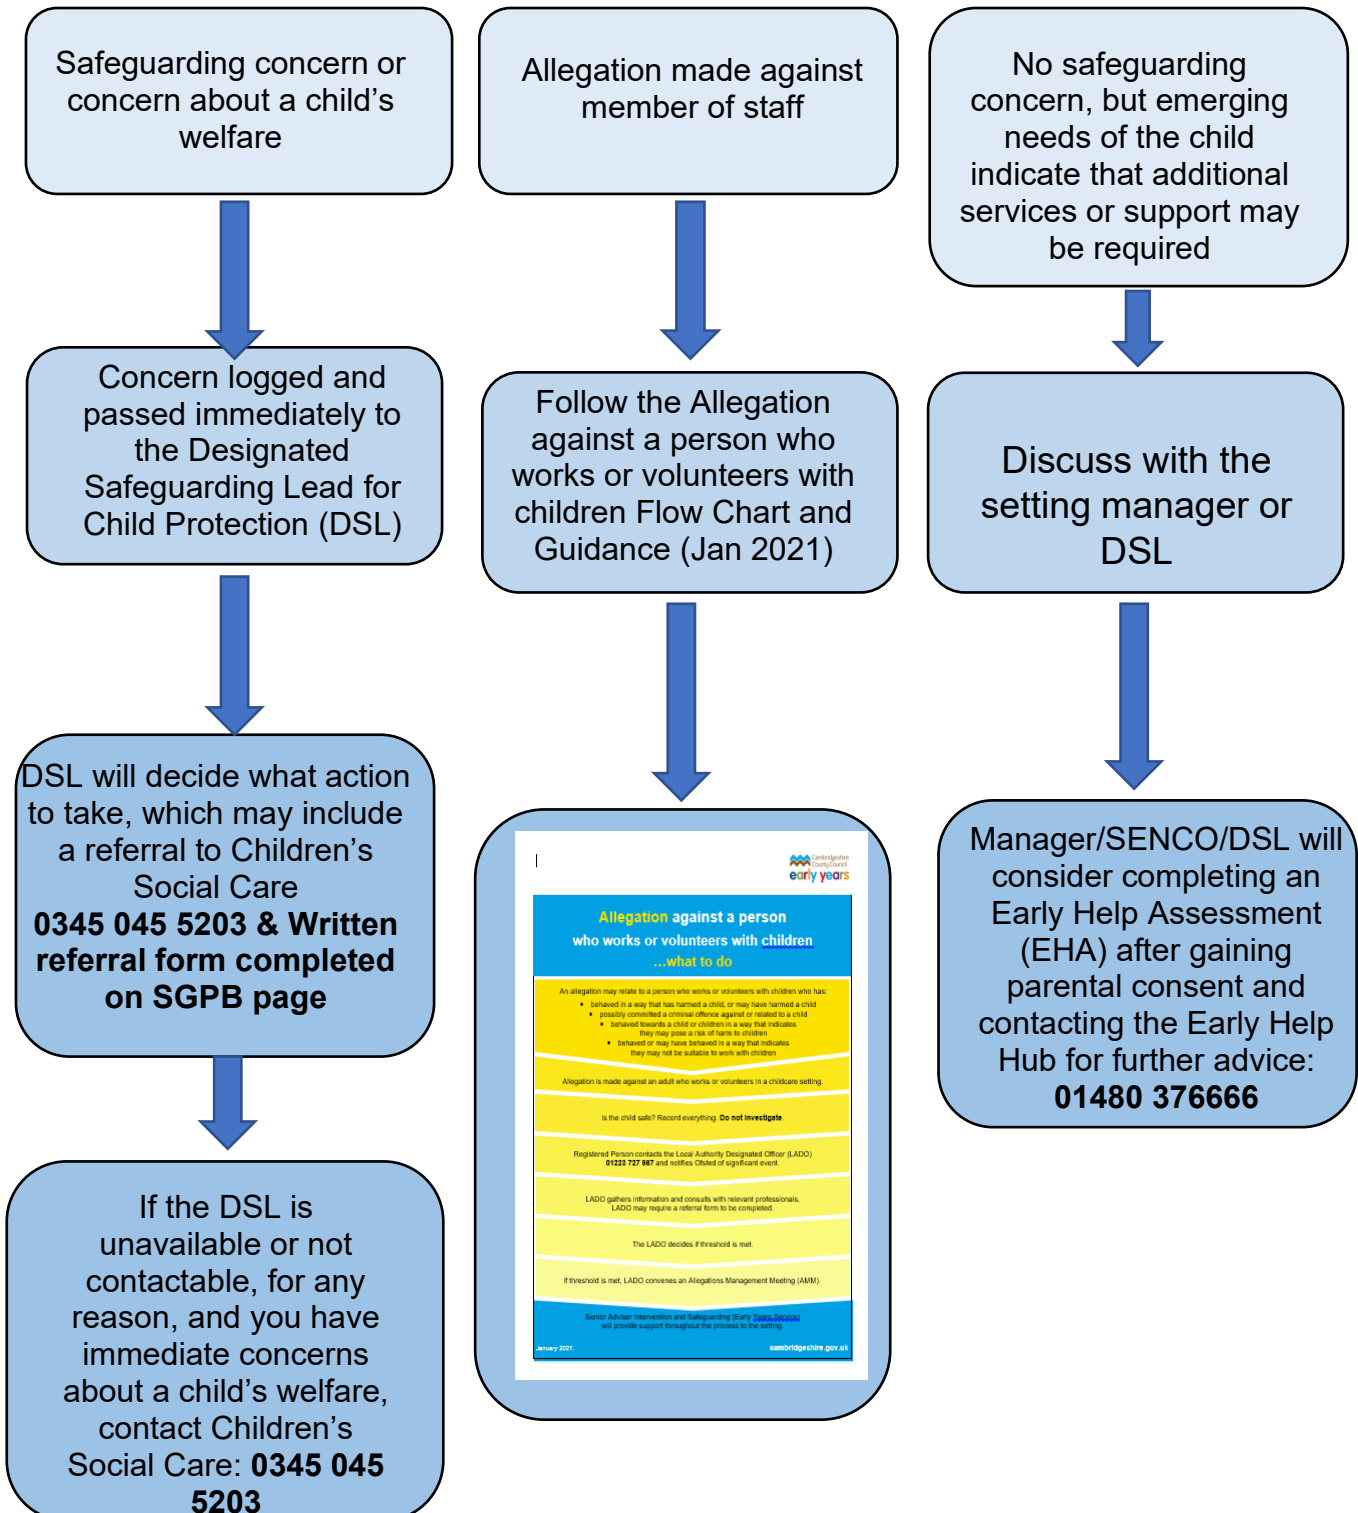 Safeguarding concern or
concern about a child's
welfare
Concern logged and
passed immediately to
the Designated
Safeguarding Lead for
Child Protection (DSL)
DSL will decide what action
to take, which may include
a referral to Children's
Social Care
0345 045 5203 & Written
referral form completed
on SGPB page
If the DSL is
unavailable or not
contactable, for any
reason, and you have
immediate concerns
about a child's welfare,
contact Children's
Social Care: 0345 045
5203
Allegation made against
member of staff
Follow the Allegation
against a person who
works or volunteers with
children Flow Chart and
Guidance (Jan 2021)
Cambridgeshire
County Council
early years
Allegation against a person
who works or volunteers with children
...what to do
An allegation may relate to a person who works or volunteers with children who has:
• behaved in a way that has harmed a child, or may have harmed a child
• possibly committed a criminal offence against or related to a child
• behaved towards a child or children in a way that indicates
they may pose a risk of harm to children
• behaved or may have behaved in a way that indicates
they may not be suitable to work with children
Allegation is made against an adult who works or volunteers in a childcare setting.
Is the child safe? Record everything. Do not investigate.
Registered Person contacts the Local Authority Designated Officer (LADO)
01223 727 967 and notifies Ofsted of significant event.
LADO gathers information and consults with relevant professionals,
LADO may require a referral form to be completed.
The LADO decides if threshold is met.
If threshold is met, LADO convenes an Allegations Management Meeting (AMM).
Senior Adviser Intervention and Safeguarding (Early Years Service)
will provide support throughout the process to the setting.
January 2021.
cambridgeshire.gov.uk
No safeguarding
concern, but emerging
needs of the child
indicate that additional
services or support may
be required
Discuss with the
setting manager or
DSL
Manager/SENCO/DSL will
consider completing an
Early Help Assessment
(EHA) after gaining
parental consent and
contacting the Early Help
Hub for further advice:
01480 376666